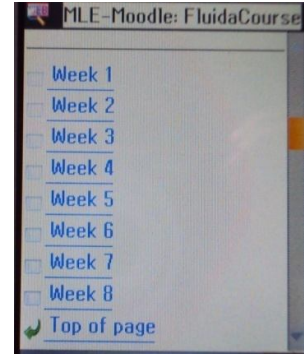 MLE-Moodle: FluidaCourse
Week 1
Week 2
Week 3
Week 4
Week 5
Week 6
Week 7
Week 8
Top of page